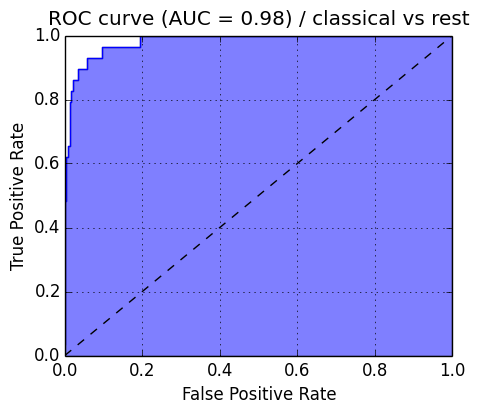 ROC curve (AUC = 0.98) / classical vs rest
1.0
0.8
0.6
0.4
0.2
0.0
True Positive Rate
0.0 0.2 0.4 0.6 0.8 1.0
False Positive Rate